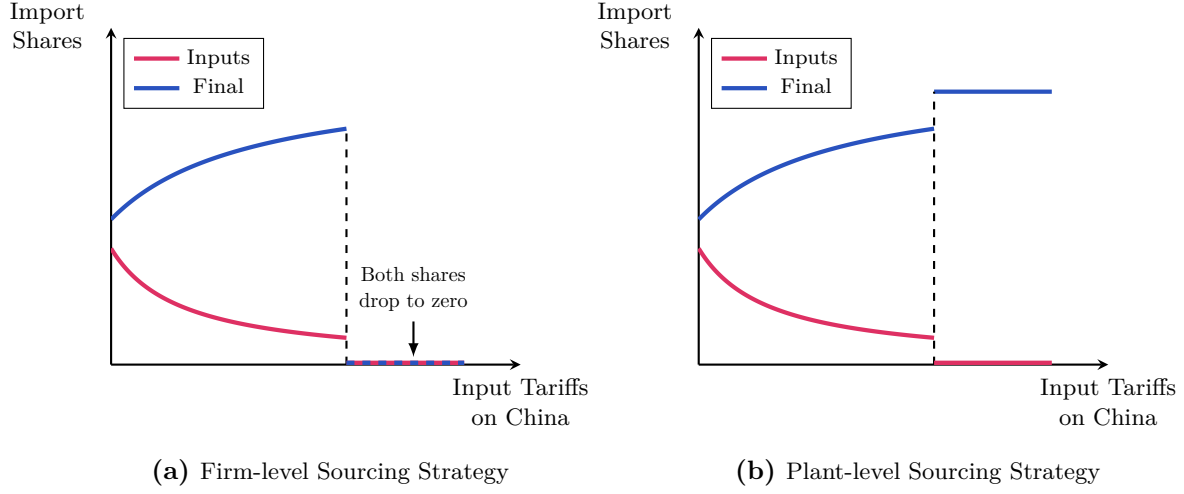 Import
Shares
Inputs
Final
Both shares
drop to zero
Input Tariffs
on China
(a) Firm-level Sourcing Strategy
Import
Shares
Inputs
Final
Input Tariffs
on China
(b) Plant-level Sourcing Strategy